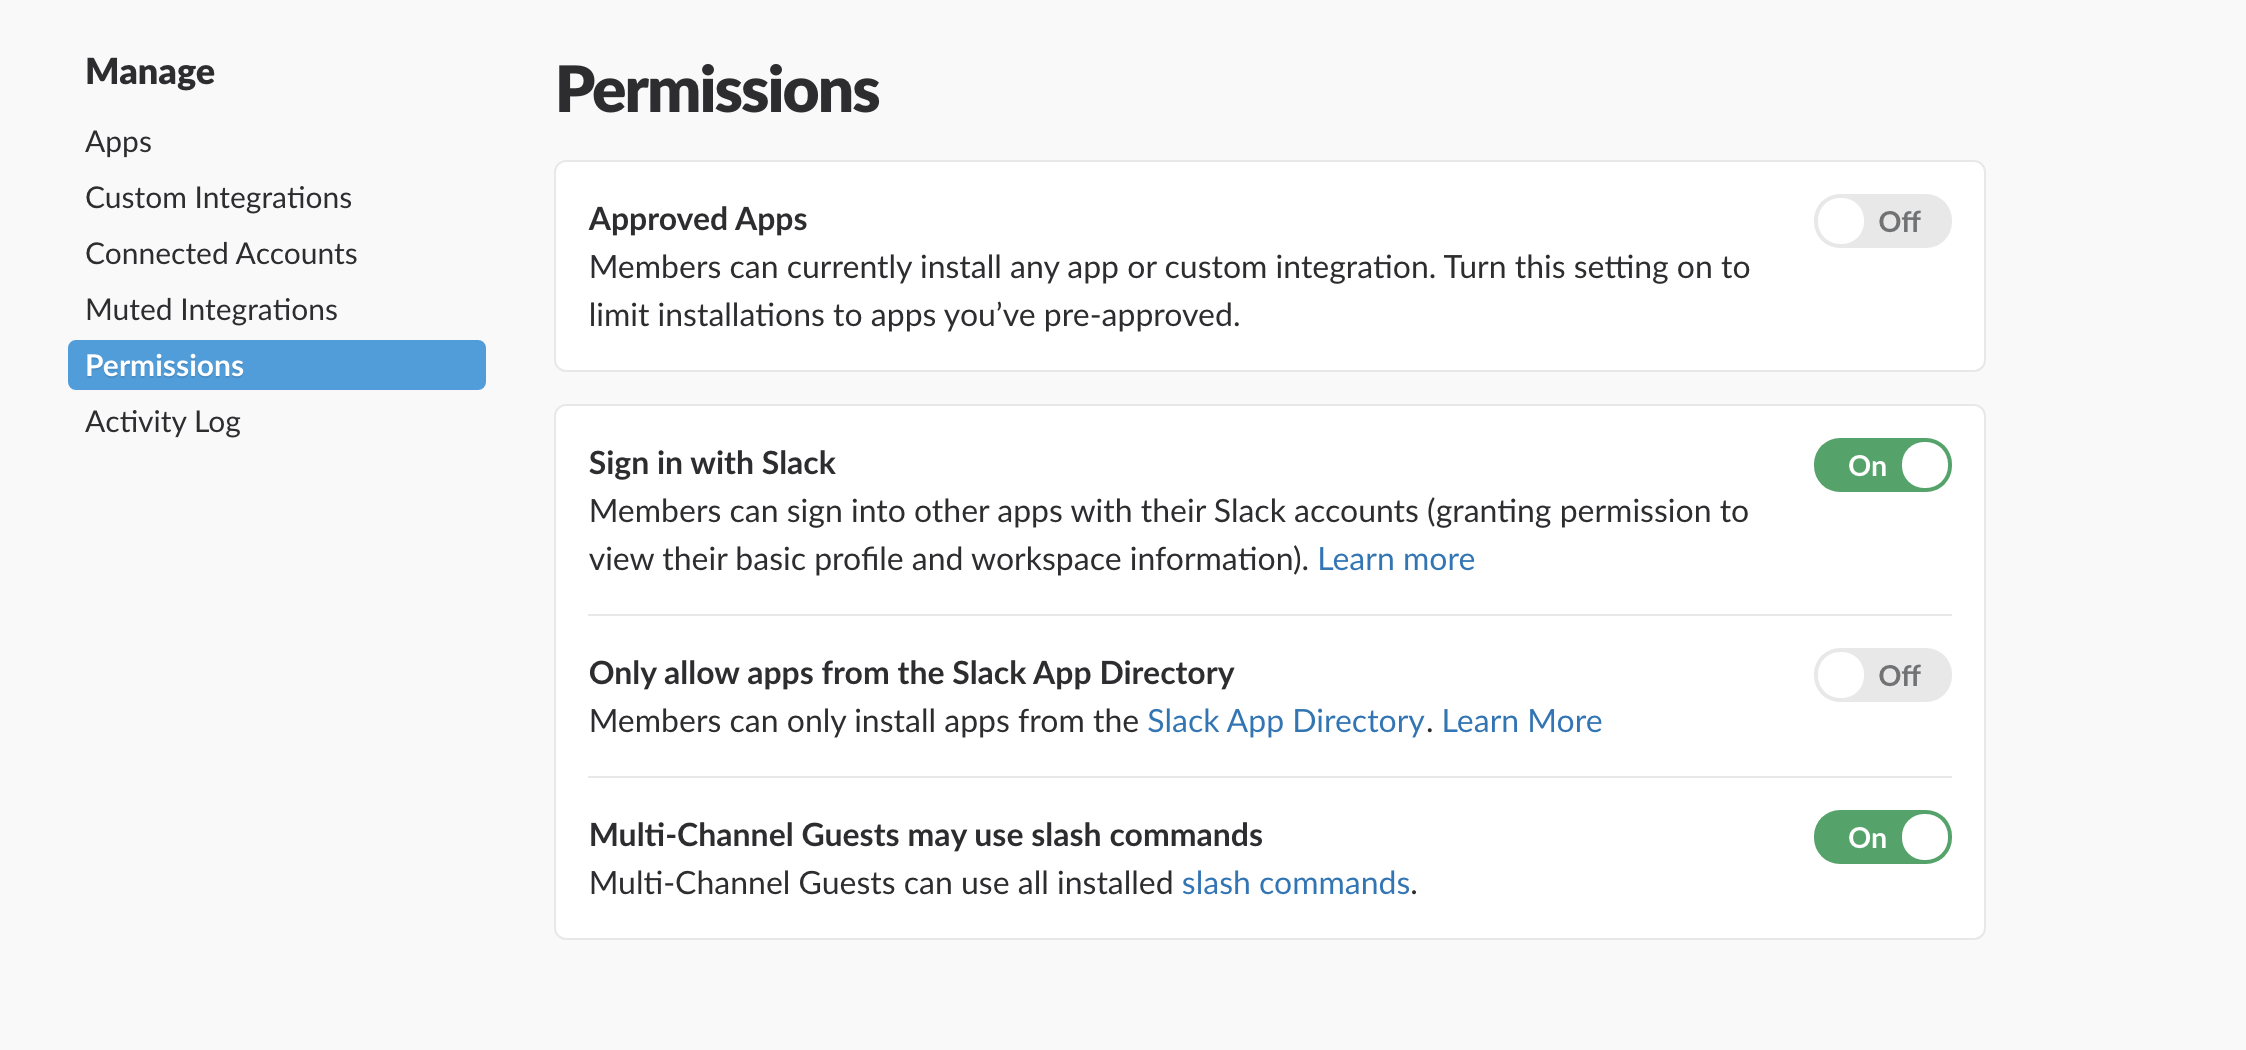 Manage
Apps
Custom Integrations
Connected Accounts
Muted Integrations
Permissions
Activity Log
Permissions
Approved Apps
Off
Members can currently install any app or custom integration. Turn this setting on to
limit installations to apps you’ve pre-approved.
Sign in with Slack
On
Members can sign into other apps with their Slack accounts (granting permission to
view their basic profile and workspace information). Learn more
Only allow apps from the Slack App Directory
Off
Members can only install apps from the Slack App Directory. Learn More
Multi-Channel Guests may use slash commands
On
Multi-Channel Guests can use all installed slash commands.